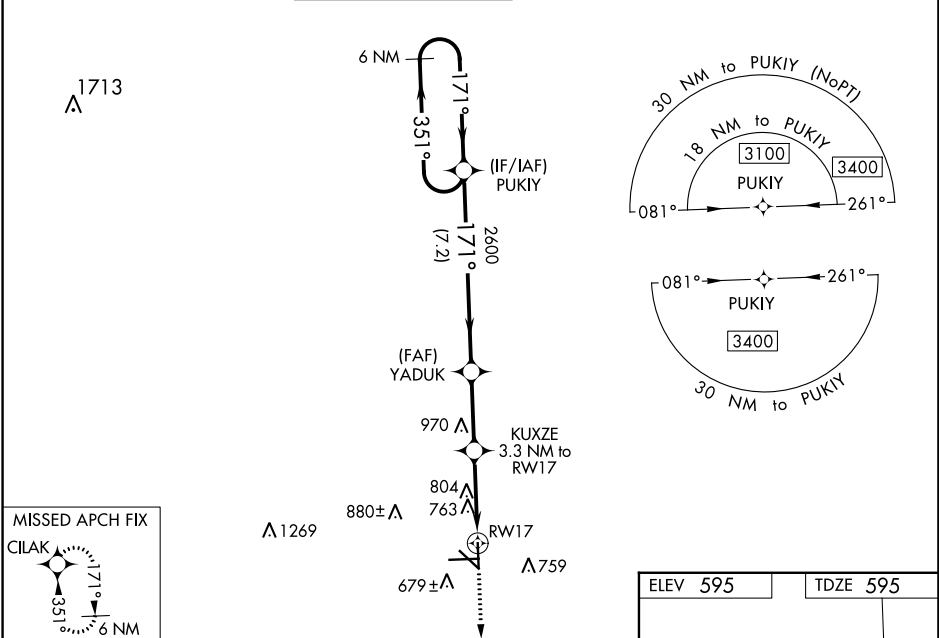 1713
6 NM
171°
351°
(IF/IAF)
PUKIY
2600
171°
(7.2)
(FAF)
YADUK
970
KUXZE
3.3 NM to
RW17
804
763
880±
1269
RW17
759
679±
30 NM to PUKIY (NoPT)
18 NM to PUKIY
3100
3400
PUKIY
081°
261°
081°
261°
PUKIY
3400
30 NM to PUKIY
MISSED APCH FIX
CILAK
171°
351°
6 NM
ELEV 595
TDZE 595